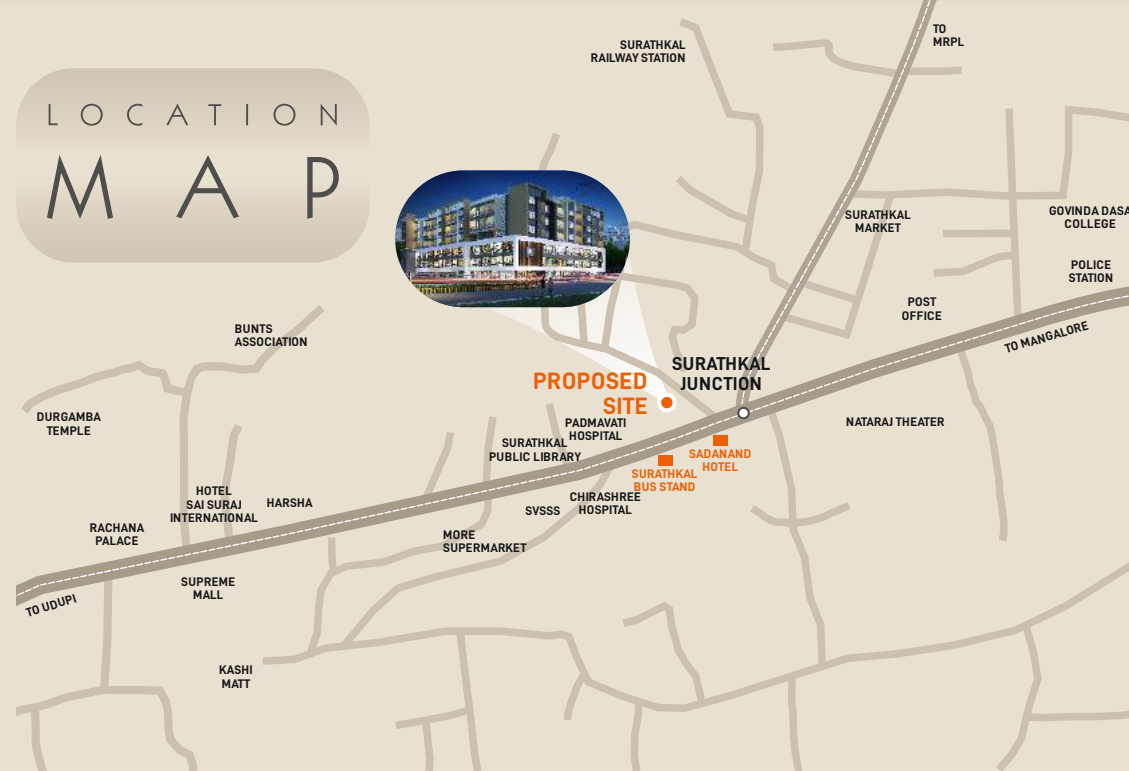 LOCATION
MAP
TO
MRPL
SURATHKAL
RAILWAY STATION
SURATHKAL
MARKET
GOVINDA DASA
COLLEGE
POLICE
STATION
POST
OFFICE
TO MANGALORE
BUNTS
ASSOCIATION
SURATHKAL
JUNCTION
PROPOSED
SITE
DURGAMBA
TEMPLE
PADMAVATI
HOSPITAL
NATARAJ THEATER
SURATHKAL
PUBLIC LIBRARY
SADANAND
HOTEL
SURATHKAL
BUS STAND
HOTEL
SAI SURAJ
INTERNATIONAL
HARSHA
CHIRASHREE
HOSPITAL
SVSSS
RACHANA
PALACE
MORE
SUPERMARKET
SUPREME
MALL
TO UDUPI
KASHI
MATT